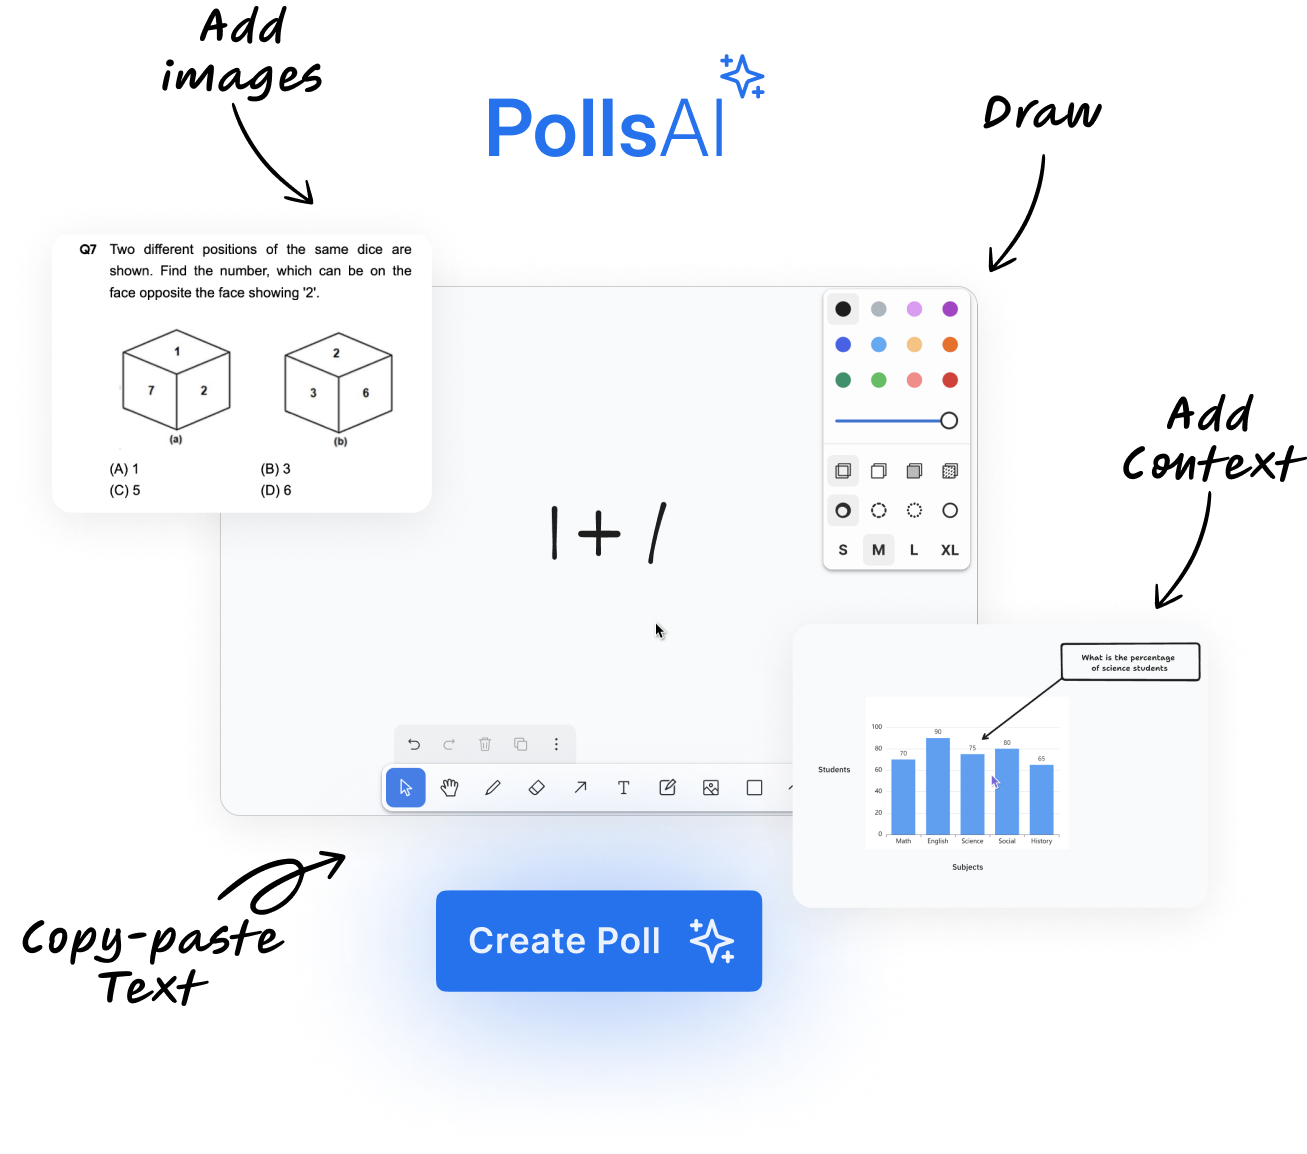 Add
images
PollsAI
Draw
Q7 Two different positions of the same dice are
shown. Find the number, which can be on the
face opposite the face showing '2'.
1
7 2
(a)
2
3 6
(b)
(A) 1 (B) 3
(C) 5 (D) 6
1 + 1
S M L XL
Add
Context
What is the percentage
of science students
Students
100
80
60
40
20
0
70
90
75
80
65
Math English Science Social History
Subjects
T
Copy-paste
Text
Create Poll